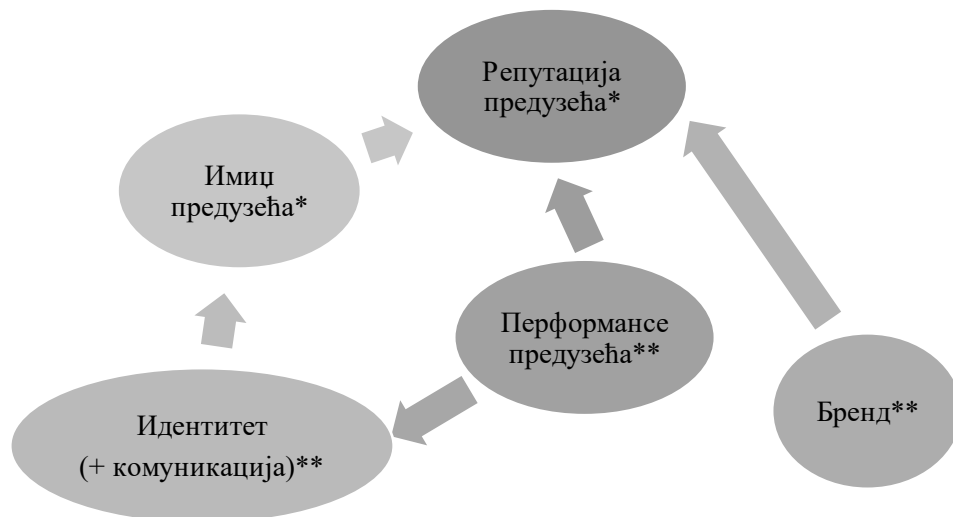 Репутација
предузећа*
Имиџ
предузећа*
Перформансе
предузећа**
Бренд**
Идентитет
(+ комуникација)**